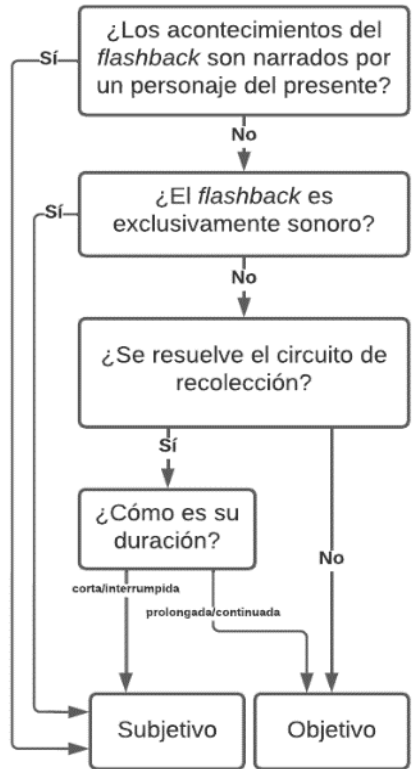 ¿Los acontecimientos del
flashback son narrados por
un personaje del presente?
Sí
No
¿El flashback es
exclusivamente sonoro?
Sí
No
¿Se resuelve el circuito de
recolección?
Sí
¿Cómo es su
duración?
No
corta/interrumpida
prolongada/continuada
Subjetivo
Objetivo